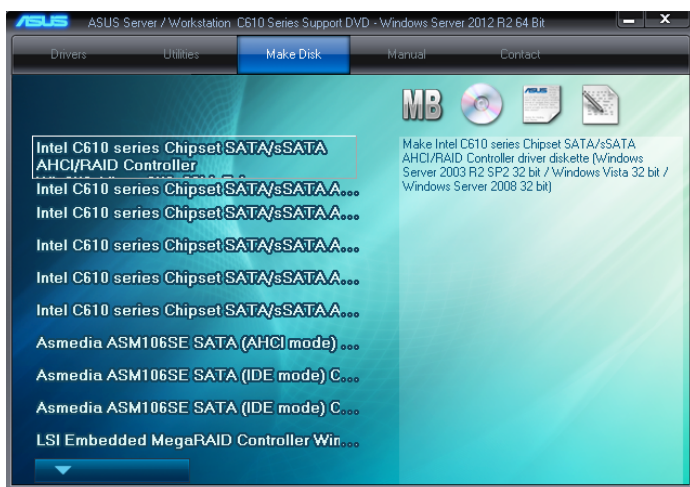 ASUS ASUS Server / Workstation C610 Series Support DVD - Windows Server 2012 R2 64 Bit
Drivers Utilities Make Disk Manual Contact
MB
ASUS
Intel C610 series Chipset SATA/sSATA
AHCI/RAID Controller
Intel C610 series Chipset SATA/sSATA A...
Intel C610 series Chipset SATA/sSATA A...
Intel C610 series Chipset SATA/sSATA A...
Intel C610 series Chipset SATA/sSATA A...
Intel C610 series Chipset SATA/sSATA A...
Asmedia ASM106SE SATA (AHCI mode) ...
Asmedia ASM106SE SATA (IDE mode) C...
Asmedia ASM106SE SATA (IDE mode) C...
LSI Embedded MegaRAID Controller Win...
Make Intel C610 series Chipset SATA/sSATA
AHCI/RAID Controller driver diskette (Windows
Server 2003 R2 SP2 32 bit / Windows Vista 32 bit /
Windows Server 2008 32 bit)